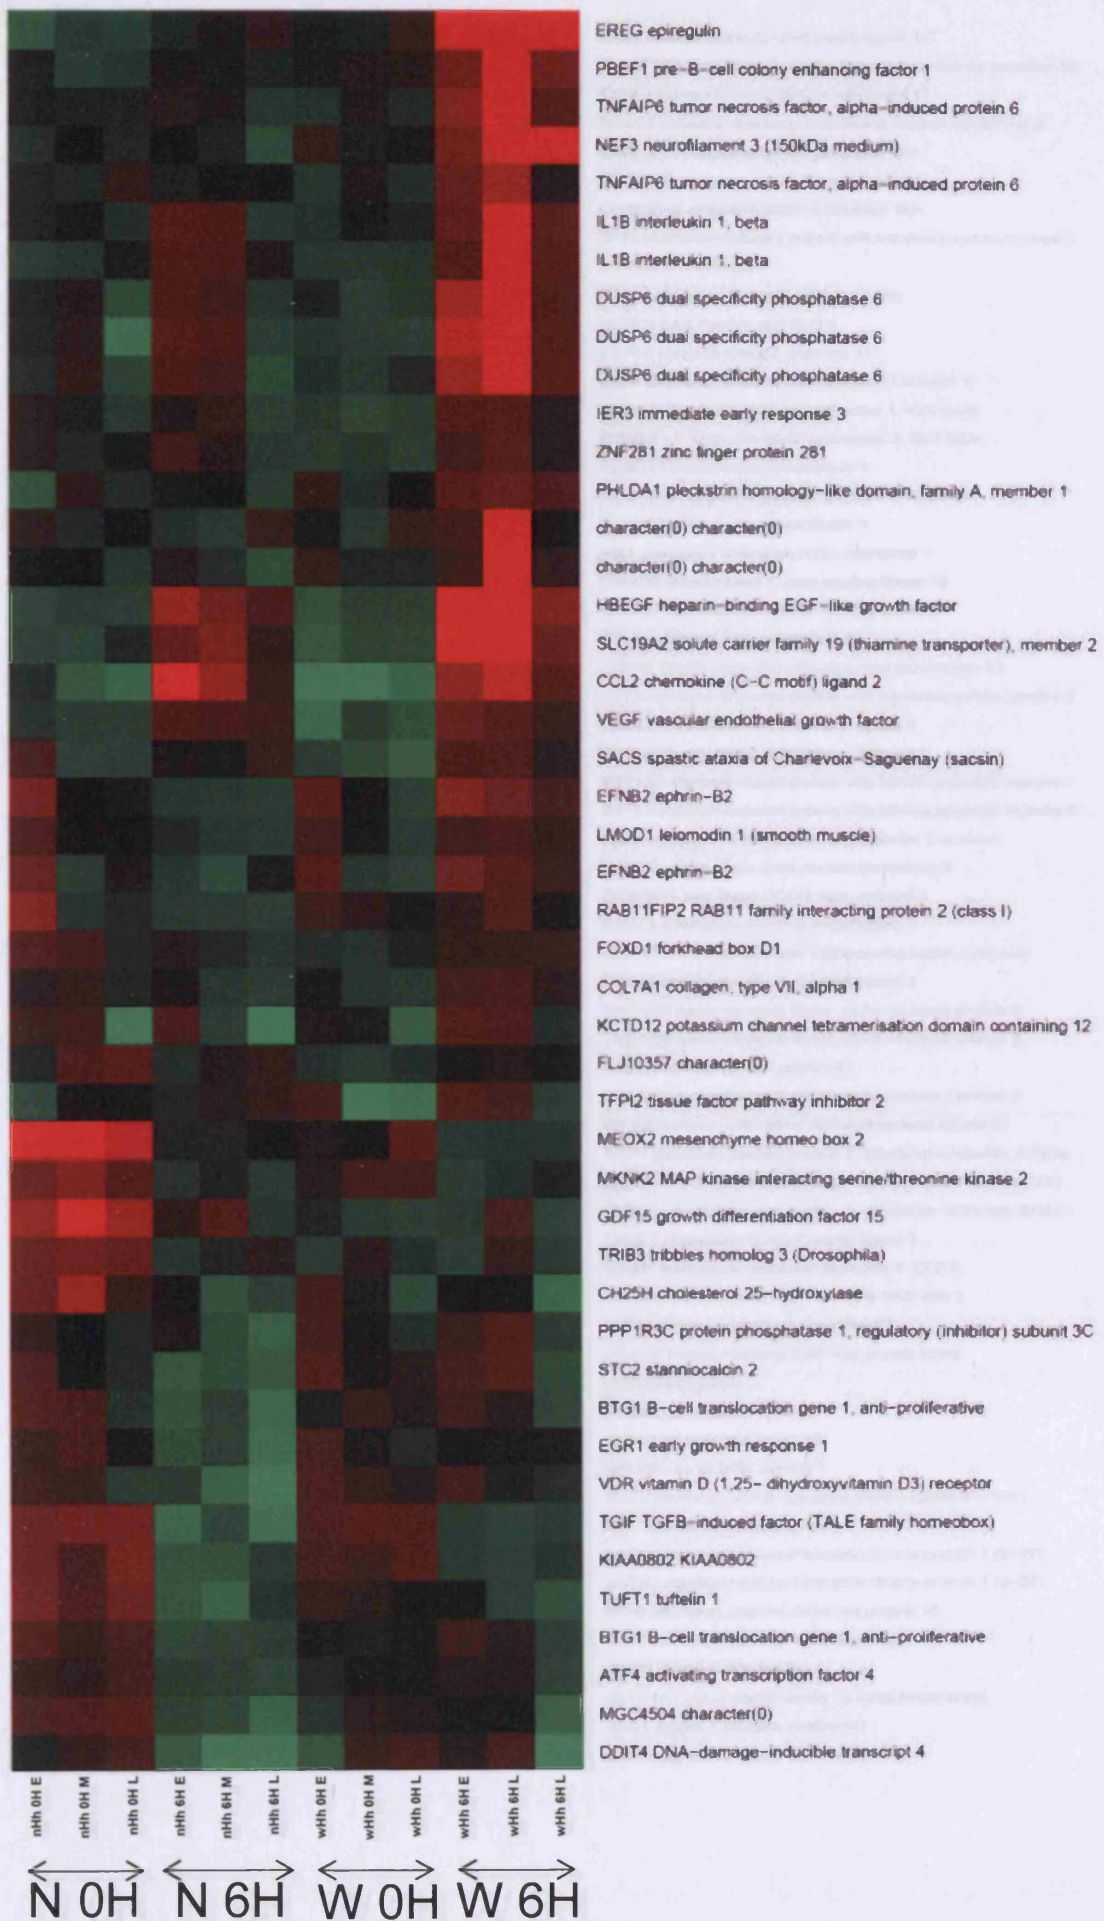 EREG epiregulin
PBEF1 pre-B-cell colony enhancing factor 1
TNFAIP6 tumor necrosis factor, alpha-induced protein 6
NEF3 neurofilament 3 (150kDa medium)
TNFAIP6 tumor necrosis factor, alpha-induced protein 6
IL1B interleukin 1, beta
IL1B interleukin 1, beta
DUSP6 dual specificity phosphatase 6
DUSP6 dual specificity phosphatase 6
DUSP6 dual specificity phosphatase 6
IER3 immediate early response 3
ZNF281 zinc finger protein 281
PHLDA1 pleckstrin homology-like domain, family A, member 1
character(0) character(0)
character(0) character(0)
HBEGF heparin-binding EGF-like growth factor
SLC19A2 solute carrier family 19 (thiamine transporter), member 2
CCL2 chemokine (C-C motif) ligand 2
VEGF vascular endothelial growth factor
SACS spastic ataxia of Charlevoix-Saguenay (sacsin)
EFNB2 ephrin-B2
LMOD1 leiomodin 1 (smooth muscle)
EFNB2 ephrin-B2
RAB11FIP2 RAB11 family interacting protein 2 (class I)
FOXD1 forkhead box D1
COL7A1 collagen, type VII, alpha 1
KCTD12 potassium channel tetramerisation domain containing 12
FLJ10357 character(0)
TFPI2 tissue factor pathway inhibitor 2
MEOX2 mesenchyme homeo box 2
MKNK2 MAP kinase interacting serine/threonine kinase 2
GDF15 growth differentiation factor 15
TRIB3 tribbles homolog 3 (Drosophila)
CH25H cholesterol 25-hydroxylase
PPP1R3C protein phosphatase 1, regulatory (inhibitor) subunit 3C
STC2 stanniocalcin 2
BTG1 B-cell translocation gene 1, anti-proliferative
EGR1 early growth response 1
VDR vitamin D (1,25- dihydroxyvitamin D3) receptor
TGIF TGFB-induced factor (TALE family homeobox)
KIAA0802 KIAA0802
TUFT1 tuftelin 1
BTG1 B-cell translocation gene 1, anti-proliferative
ATF4 activating transcription factor 4
MGC4504 character(0)
DDIT4 DNA-damage-inducible transcript 4
nHh 0H E
nHh 0H M
nHh 0H L
nHh 6H E
nHh 6H M
nHh 6H L
wHh 0H E
wHh 0H M
wHh 0H L
wHh 6H E
wHh 6H L
wHh 6H L
N 0H N 6H W 0H W 6H